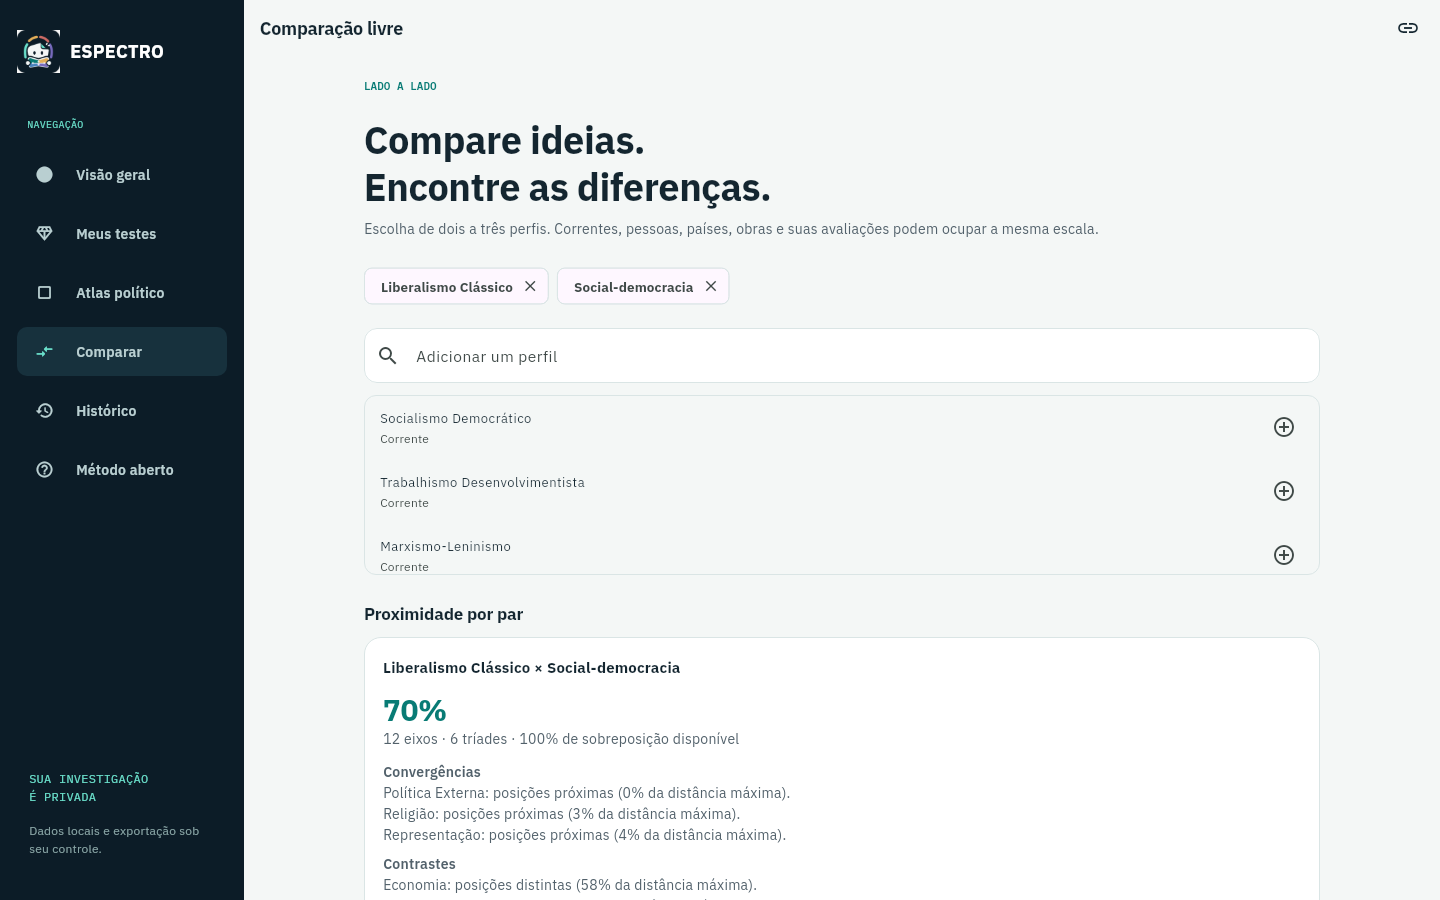 ESPECTRO
NAVEGAÇÃO
Visão geral
Meus testes
Atlas político
Comparar
Histórico
Método aberto
SUA INVESTIGAÇÃO
É PRIVADA
Dados locais e exportação sob
seu controle.
Comparação livre
LADO A LADO
Compare ideias.
Encontre as diferenças.
Escolha de dois a três perfis. Correntes, pessoas, países, obras e suas avaliações podem ocupar a mesma escala.
Liberalismo Clássico
Social-democracia
Adicionar um perfil
Socialismo Democrático
Corrente
Trabalhismo Desenvolvimentista
Corrente
Marxismo-Leninismo
Corrente
Proximidade por par
Liberalismo Clássico × Social-democracia
70%
12 eixos · 6 tríades · 100% de sobreposição disponível
Convergências
Política Externa: posições próximas (0% da distância máxima).
Religião: posições próximas (3% da distância máxima).
Representação: posições próximas (4% da distância máxima).
Contrastes
Economia: posições distintas (58% da distância máxima).